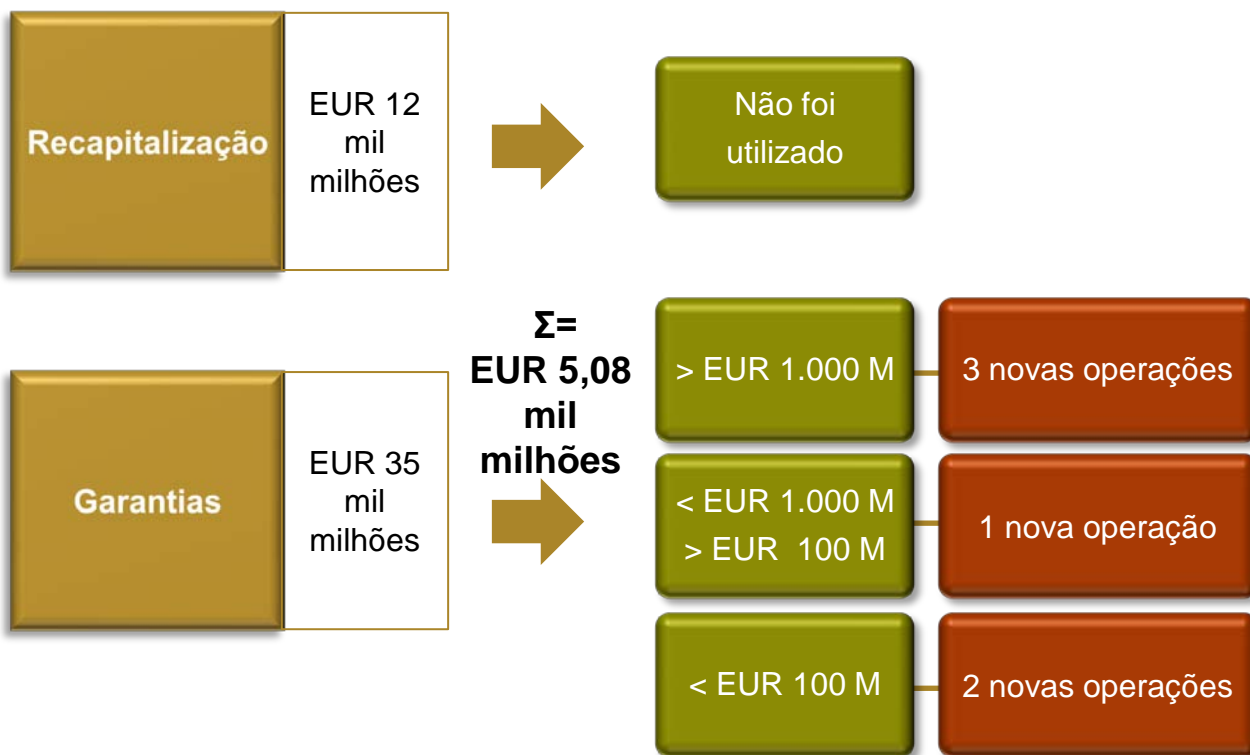 Recapitalização
EUR 12
mil
milhões
Não foi
utilizado
Garantias
EUR 35
mil
milhões
Σ=
EUR 5,08
mil
milhões
> EUR 1.000 M
3 novas operações
< EUR 1.000 M
> EUR 100 M
1 nova operação
< EUR 100 M
2 novas operações